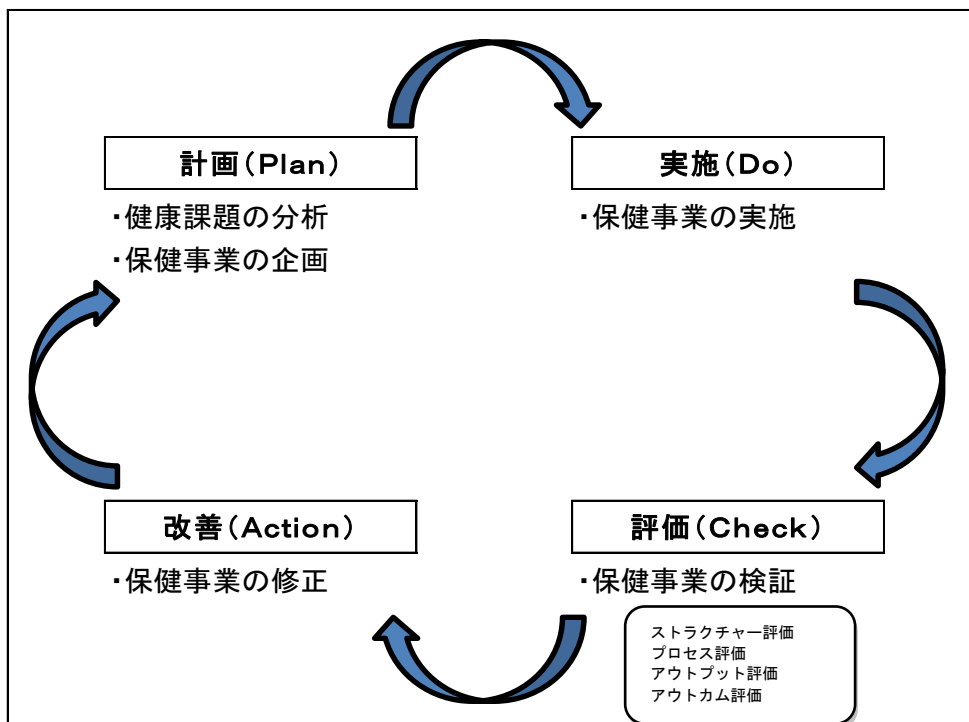 計画(Plan)
・健康課題の分析
・保健事業の企画
実施(Do)
・保健事業の実施
改善(Action)
・保健事業の修正
評価(Check)
・保健事業の検証
ストラクチャー評価
プロセス評価
アウトプット評価
アウトカム評価